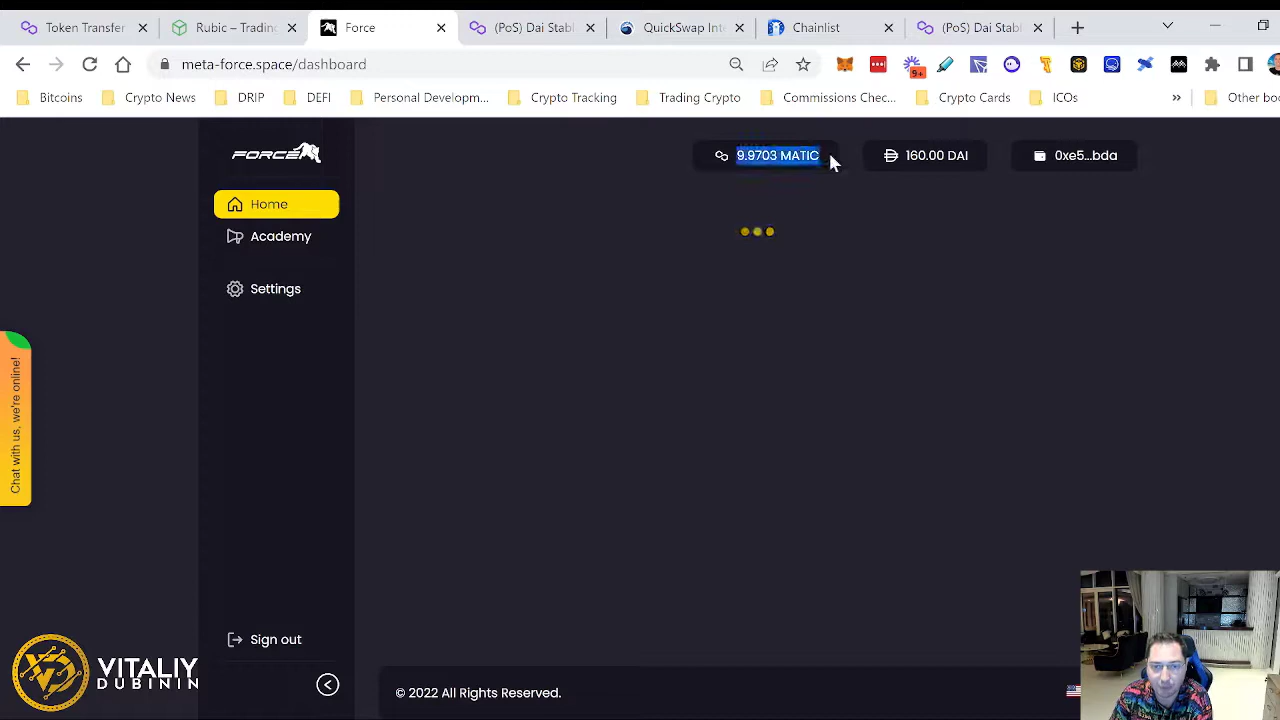 Token Transfer
Rubic – Trading
Force
(PoS) Dai Stabl
QuickSwap Inte
Chainlist
(PoS) Dai Stabl
meta-force.space/dashboard
9+
Bitcoins
Crypto News
DRIP
DEFI
Personal Developm...
Crypto Tracking
Trading Crypto
Commissions Chec...
Crypto Cards
ICOs
Other boo
FORCE
9.9703 MATIC
160.00 DAI
0xe5...bda
Home
Academy
Settings
Chat with us, we're online!
Sign out
VITALIY
DUBININ
© 2022 All Rights Reserved.